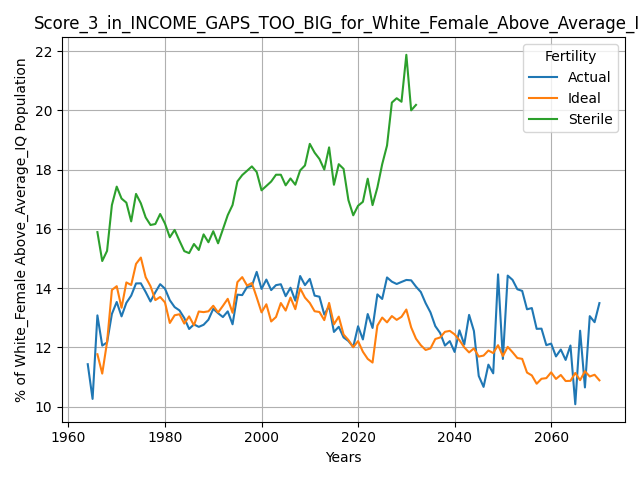 Score_3_in_INCOME_GAPS_TOO_BIG_for_White_Female_Above_Average_I
% of White_Female Above_Average_IQ Population
22
20
18
16
14
12
10
Fertility
Actual
Ideal
Sterile
1960
1980
2000
2020
2040
2060
Years